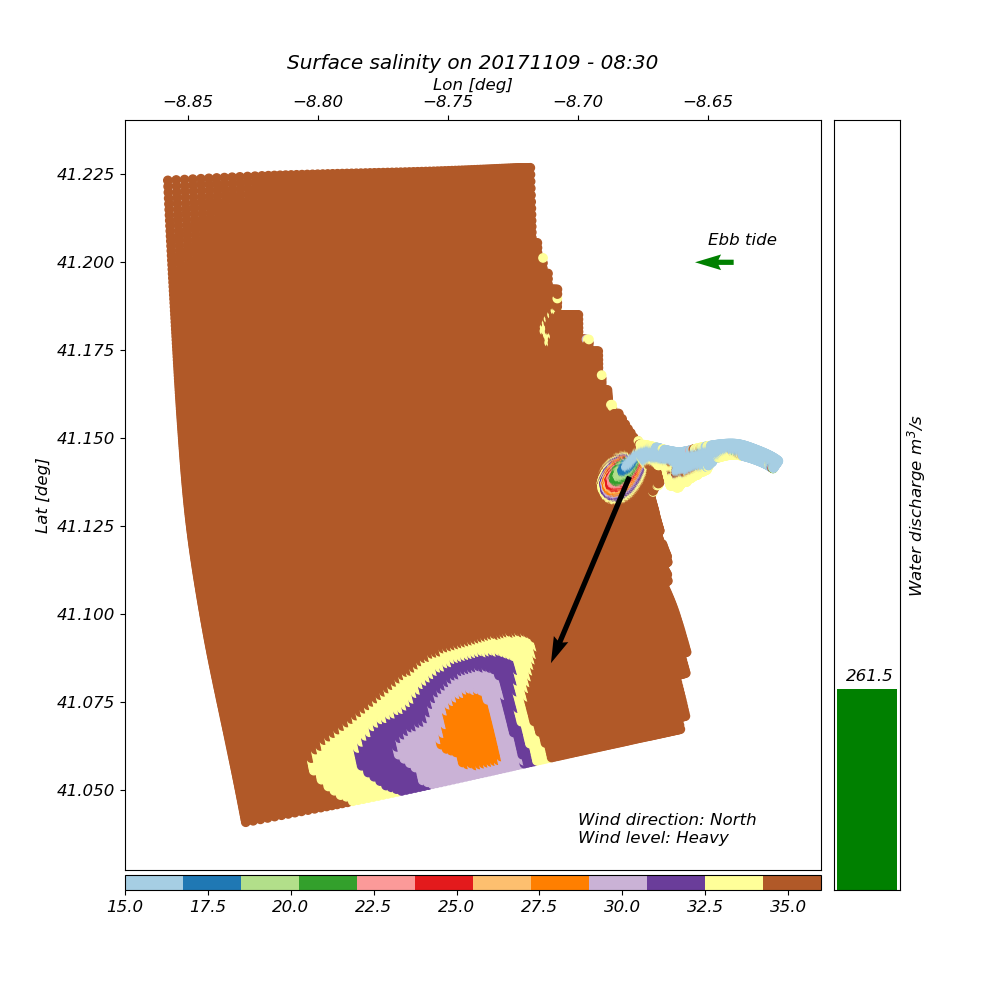 Surface salinity on 20171109 - 08:30
Lon [deg]
−8.85 −8.80 −8.75 −8.70 −8.65
41.225
41.200
41.175
41.150
41.125
41.100
41.075
41.050
Lat [deg]
Ebb tide
Wind direction: North
Wind level: Heavy
15.0 17.5 20.0 22.5 25.0 27.5 30.0 32.5 35.0
261.5
Water discharge m³/s